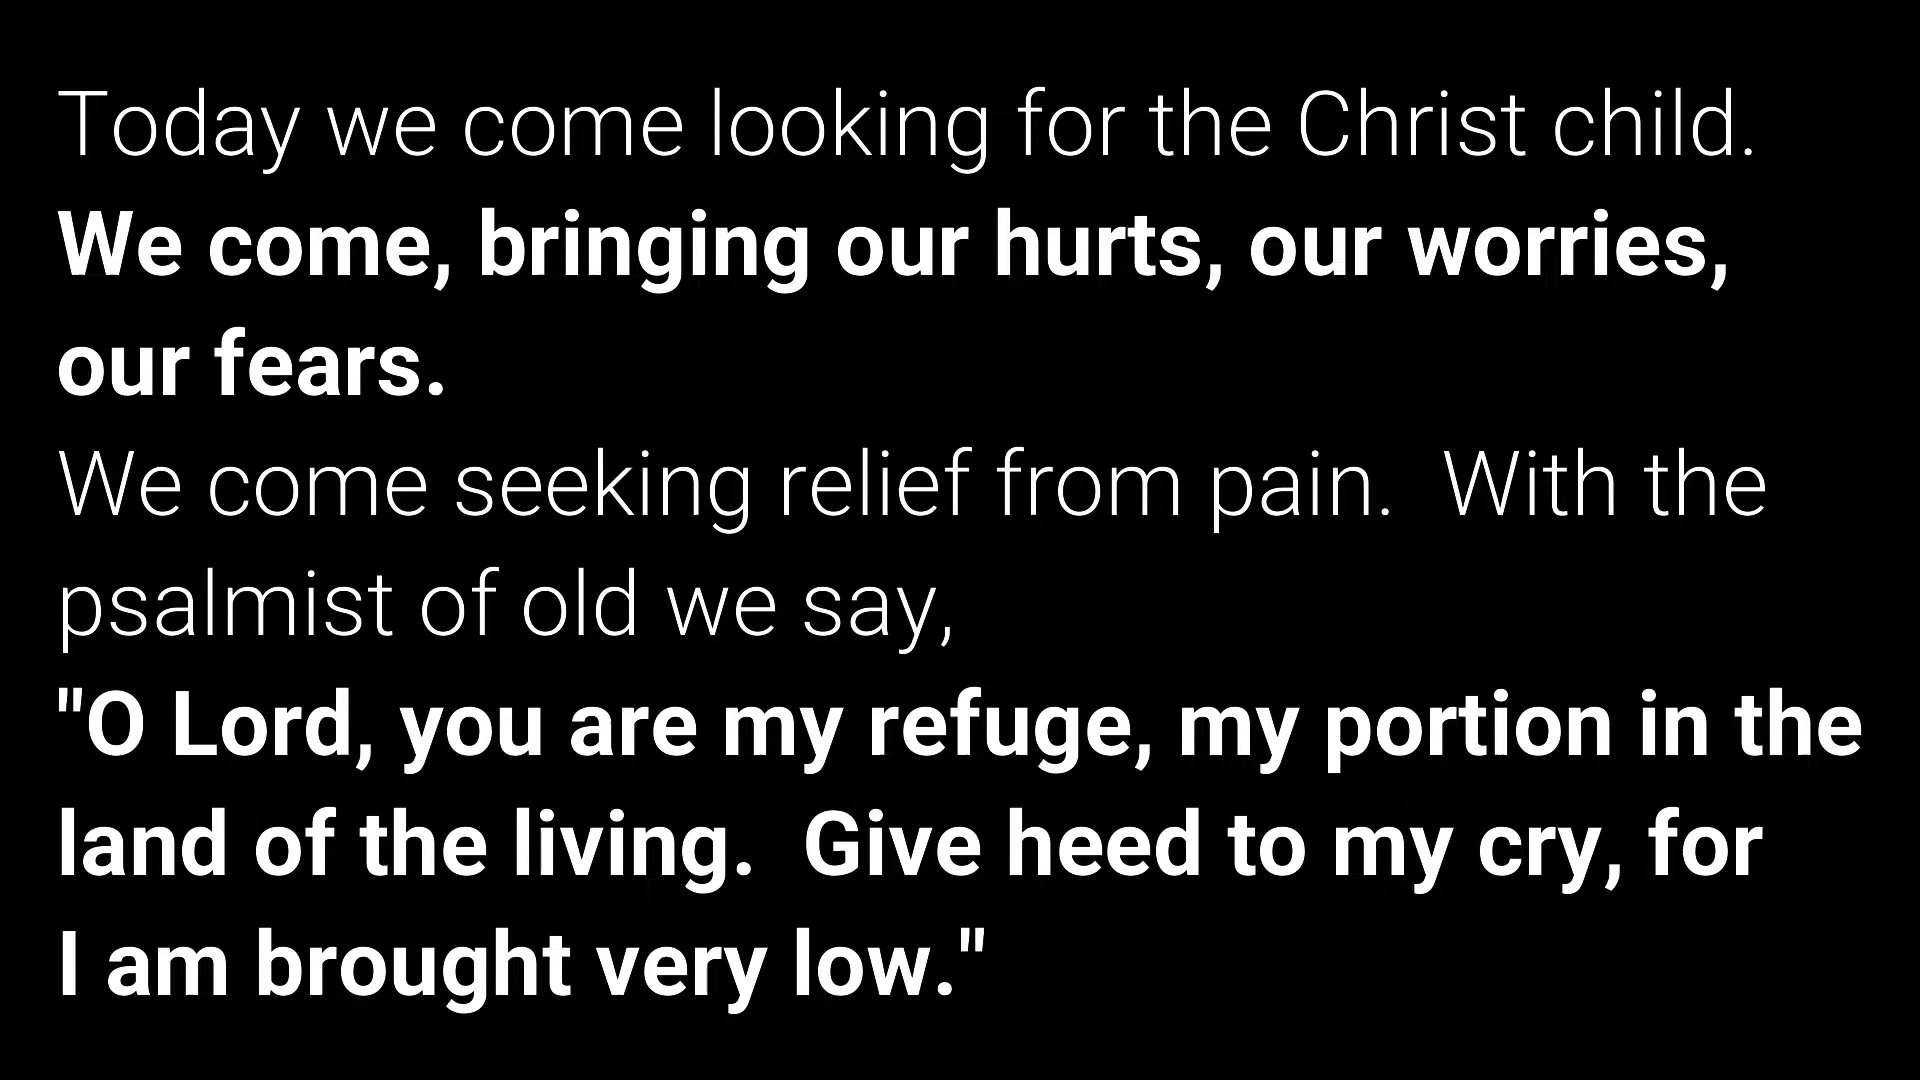 Today we come looking for the Christ child.
We come, bringing our hurts, our worries,
our fears.
We come seeking relief from pain.  With the
psalmist of old we say,
"O Lord, you are my refuge, my portion in the
land of the living.  Give heed to my cry, for
I am brought very low."